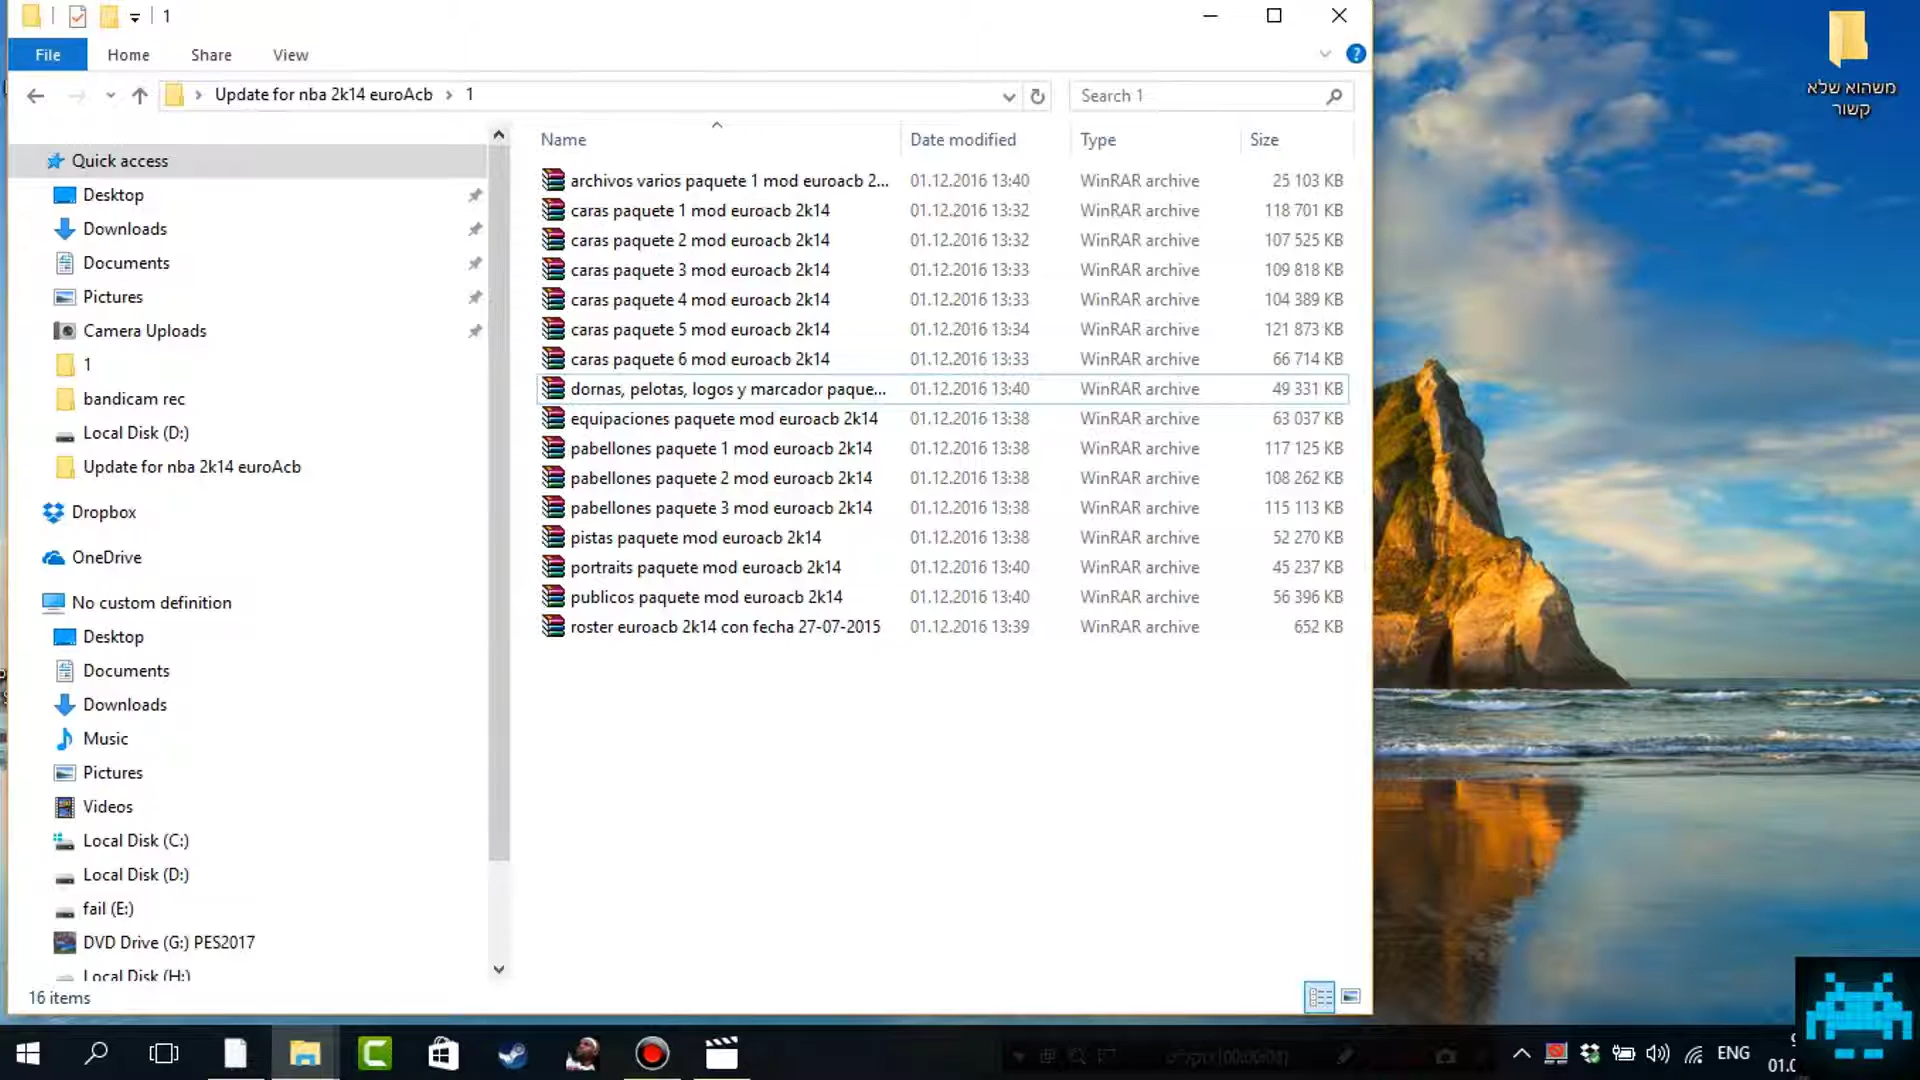 1
File Home Share View
Update for nba 2k14 euroAcb 1
Search 1
Name Date modified Type Size
Quick access
Desktop
Downloads
Documents
Pictures
Camera Uploads
1
bandicam rec
Local Disk (D:)
Update for nba 2k14 euroAcb
Dropbox
OneDrive
No custom definition
Desktop
Documents
Downloads
Music
Pictures
Videos
Local Disk (C:)
Local Disk (D:)
fail (E:)
DVD Drive (G:) PES2017
Local Disk (H:)
archivos varios paquete 1 mod euroacb 2... 01.12.2016 13:40 WinRAR archive 25 103 KB
caras paquete 1 mod euroacb 2k14 01.12.2016 13:32 WinRAR archive 118 701 KB
caras paquete 2 mod euroacb 2k14 01.12.2016 13:32 WinRAR archive 107 525 KB
caras paquete 3 mod euroacb 2k14 01.12.2016 13:33 WinRAR archive 109 818 KB
caras paquete 4 mod euroacb 2k14 01.12.2016 13:33 WinRAR archive 104 389 KB
caras paquete 5 mod euroacb 2k14 01.12.2016 13:34 WinRAR archive 121 873 KB
caras paquete 6 mod euroacb 2k14 01.12.2016 13:33 WinRAR archive 66 714 KB
dornas, pelotas, logos y marcador paque... 01.12.2016 13:40 WinRAR archive 49 331 KB
equipaciones paquete mod euroacb 2k14 01.12.2016 13:38 WinRAR archive 63 037 KB
pabellones paquete 1 mod euroacb 2k14 01.12.2016 13:38 WinRAR archive 117 125 KB
pabellones paquete 2 mod euroacb 2k14 01.12.2016 13:38 WinRAR archive 108 262 KB
pabellones paquete 3 mod euroacb 2k14 01.12.2016 13:38 WinRAR archive 115 113 KB
pistas paquete mod euroacb 2k14 01.12.2016 13:38 WinRAR archive 52 270 KB
portraits paquete mod euroacb 2k14 01.12.2016 13:40 WinRAR archive 45 237 KB
publicos paquete mod euroacb 2k14 01.12.2016 13:40 WinRAR archive 56 396 KB
roster euroacb 2k14 con fecha 27-07-2015 01.12.2016 13:39 WinRAR archive 652 KB
16 items
משהוא שלא
קשור
ENG
01.0